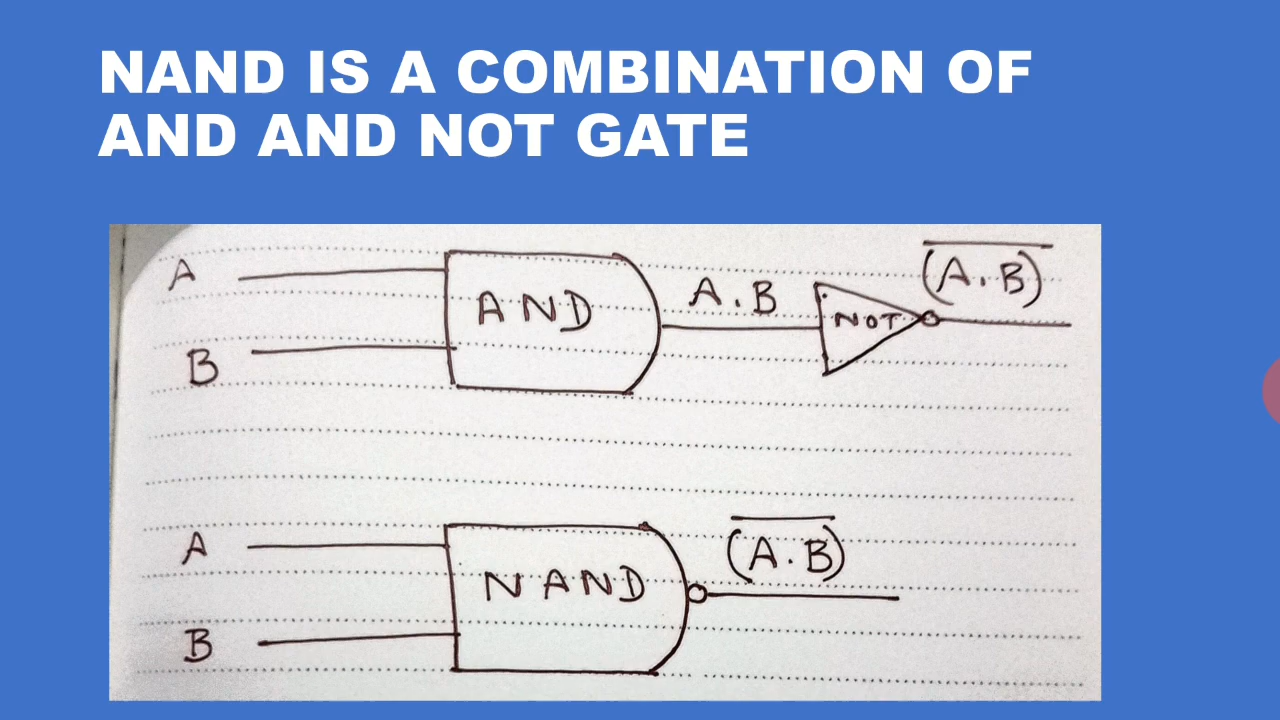 NAND IS A COMBINATION OF
AND AND NOT GATE
A
AND
A.B
NOT
(A.B)
B
A
NAND
(A.B)
B